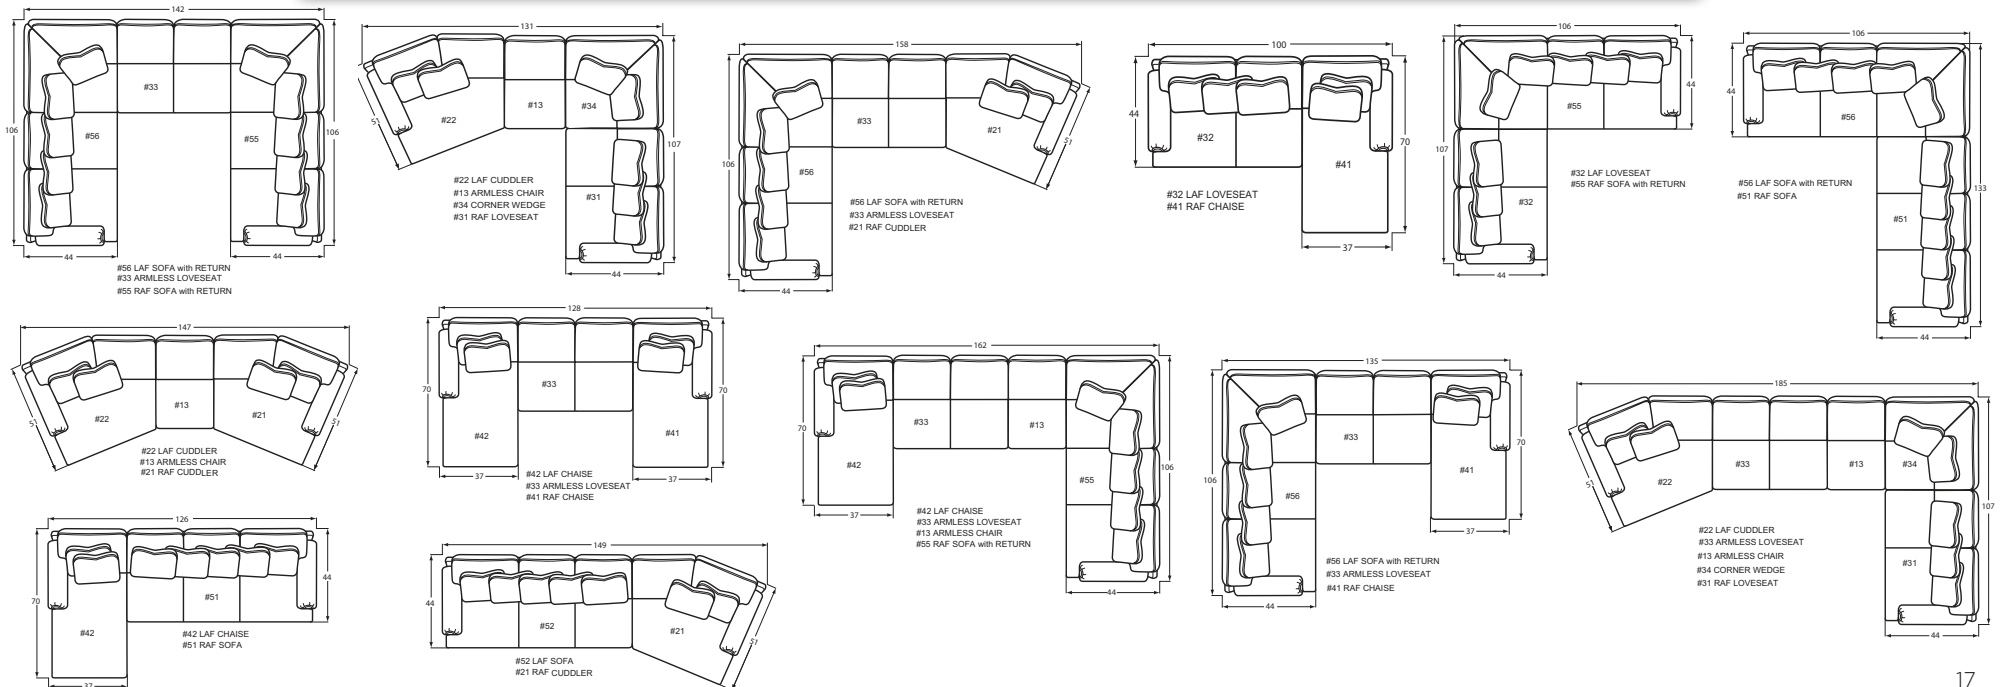 142
106
#33
#56
#55
106
44
44
#56 LAF SOFA with RETURN
#33 ARMLESS LOVESEAT
#55 RAF SOFA with RETURN
131
51
#22
#13
#34
107
#31
44
#22 LAF CUDDLER
#13 ARMLESS CHAIR
#34 CORNER WEDGE
#31 RAF LOVESEAT
158
106
#33
#21
51
#56
44
#56 LAF SOFA with RETURN
#33 ARMLESS LOVESEAT
#21 RAF CUDDLER
100
44
#32
#41
70
37
#32 LAF LOVESEAT
#41 RAF CHAISE
106
44
#55
107
#32
44
#32 LAF LOVESEAT
#55 RAF SOFA with RETURN
106
44
#56
133
#51
44
#56 LAF SOFA with RETURN
#51 RAF SOFA
147
51
#22
#13
#21
51
#22 LAF CUDDLER
#13 ARMLESS CHAIR
#21 RAF CUDDLER
128
70
#33
70
#42
#41
37
37
#42 LAF CHAISE
#33 ARMLESS LOVESEAT
#41 RAF CHAISE
162
70
#33
#13
#42
#55
106
37
44
#42 LAF CHAISE
#33 ARMLESS LOVESEAT
#13 ARMLESS CHAIR
#55 RAF SOFA with RETURN
135
106
#33
70
#41
#56
37
44
#56 LAF SOFA with RETURN
#33 ARMLESS LOVESEAT
#41 RAF CHAISE
185
51
#22
#33
#13
#34
107
#31
44
#22 LAF CUDDLER
#33 ARMLESS LOVESEAT
#13 ARMLESS CHAIR
#34 CORNER WEDGE
#31 RAF LOVESEAT
126
70
44
#51
#42
37
#42 LAF CHAISE
#51 RAF SOFA
149
44
#52
#21
51
#52 LAF SOFA
#21 RAF CUDDLER
17